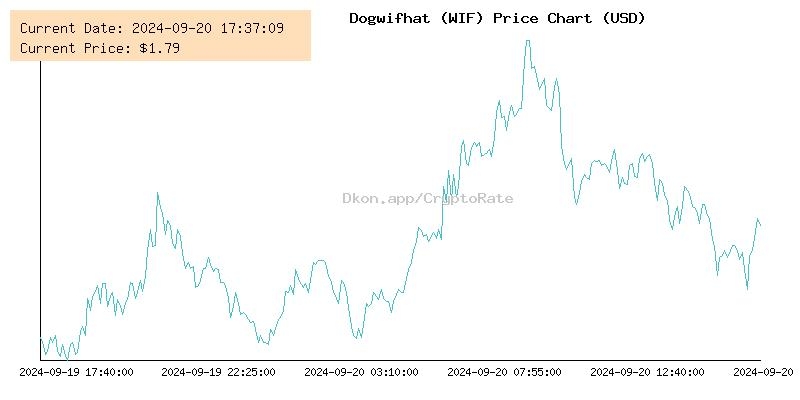 Dogwifhat (WIF) Price Chart (USD)
Current Date: 2024-09-20 17:37:09
Current Price: $1.79
Dkon.app/CryptoRate
2024-09-19 17:40:00 2024-09-19 22:25:00 2024-09-20 03:10:00 2024-09-20 07:55:00 2024-09-20 12:40:00 2024-09-20